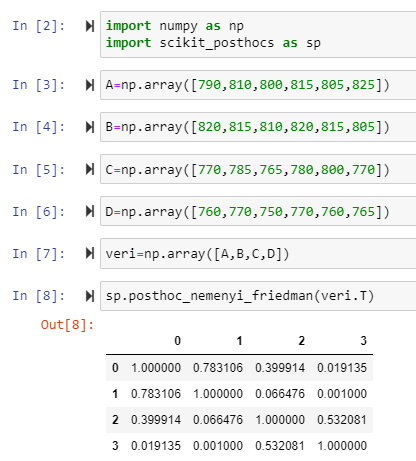 In [2]: import numpy as np
import scikit_posthocs as sp
In [3]: A=np.array([790,810,800,815,805,825])
In [4]: B=np.array([820,815,810,820,815,805])
In [5]: C=np.array([770,785,765,780,800,770])
In [6]: D=np.array([760,770,750,770,760,765])
In [7]: veri=np.array([A,B,C,D])
In [8]: sp.posthoc_nemenyi_friedman(veri.T)
Out[8]:
0 1 2 3
0 1.000000 0.783106 0.399914 0.019135
1 0.783106 1.000000 0.066476 0.001000
2 0.399914 0.066476 1.000000 0.532081
3 0.019135 0.001000 0.532081 1.000000